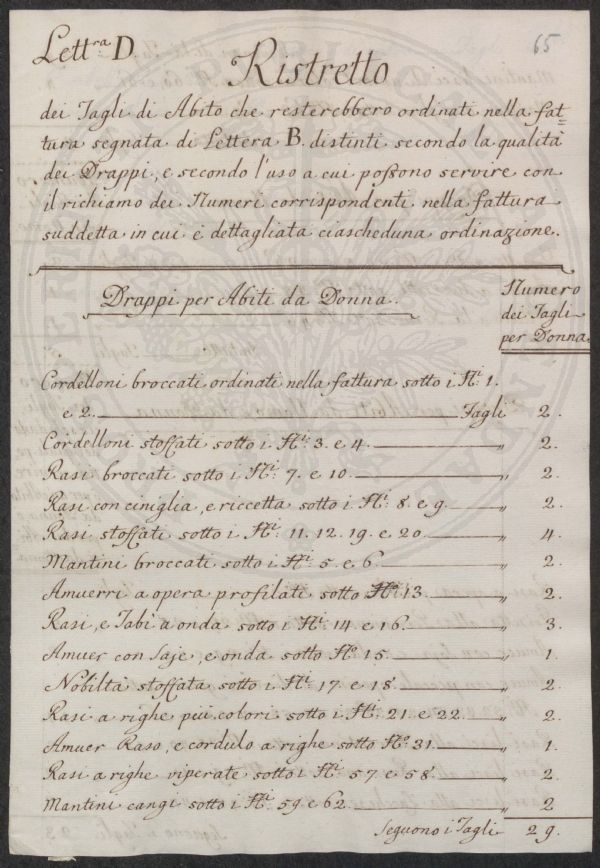 Lett.ra D.
65
Ristretto
dei Tagli di Abito che resterebbero ordinati nella fat=
tura segnata di Lettera B. distinti secondo la qualità
dei Drappi, e secondo l'uso a cui possono servire con
il richiamo dei Numeri corrispondenti nella fattura
suddetta in cui è dettagliata ciascheduna ordinazione.
Drappi per Abiti da Donna.
Numero
dei Tagli
per Donna.
Cordelloni broccati ordinati nella fattura sotto i N.i 1.
e 2. Tagli 2.
Cordelloni stoffati sotto i N.i 3. e 4. " 2.
Rasi broccati sotto i N.i 7. e 10. " 2.
Rasi con ciniglia, e riccetta sotto i N.i 8. e 9. " 2.
Rasi stoffati sotto i N.i 11. 12. 19. e 20. " 4.
Mantini broccati sotto i N.i 5. e 6. " 2.
Amuerri a opera profilati sotto N.o 13. " 2.
Rasi, e Tabì a onda sotto i N.i 14. e 16. " 3.
Amuer con Saje, e onda sotto N.o 15. " 1.
Nobiltà stoffata sotto i N.i 17 e 18. " 2.
Rasi a righe più colori sotto i N.i 21. e 22. " 2.
Amuer Raso, e cordulo a righe sotto N.o 31. " 1.
Rasi a righe viperate sotto i N.i 57 e 58. " 2.
Mantini cangi sotto i N.i 59 e 62. " 2
Seguono i Tagli 29.